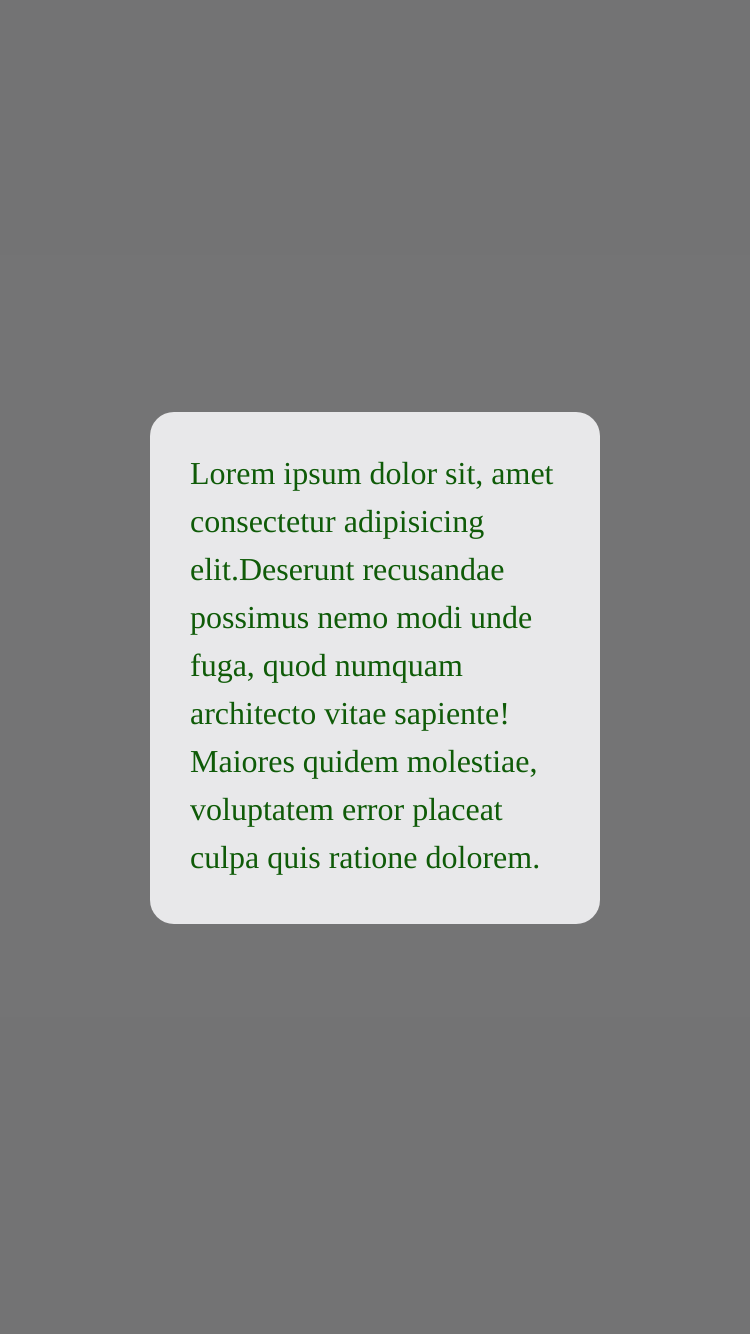 Lorem ipsum dolor sit, amet
consectetur adipisicing
elit.Deserunt recusandae
possimus nemo modi unde
fuga, quod numquam
architecto vitae sapiente!
Maiores quidem molestiae,
voluptatem error placeat
culpa quis ratione dolorem.